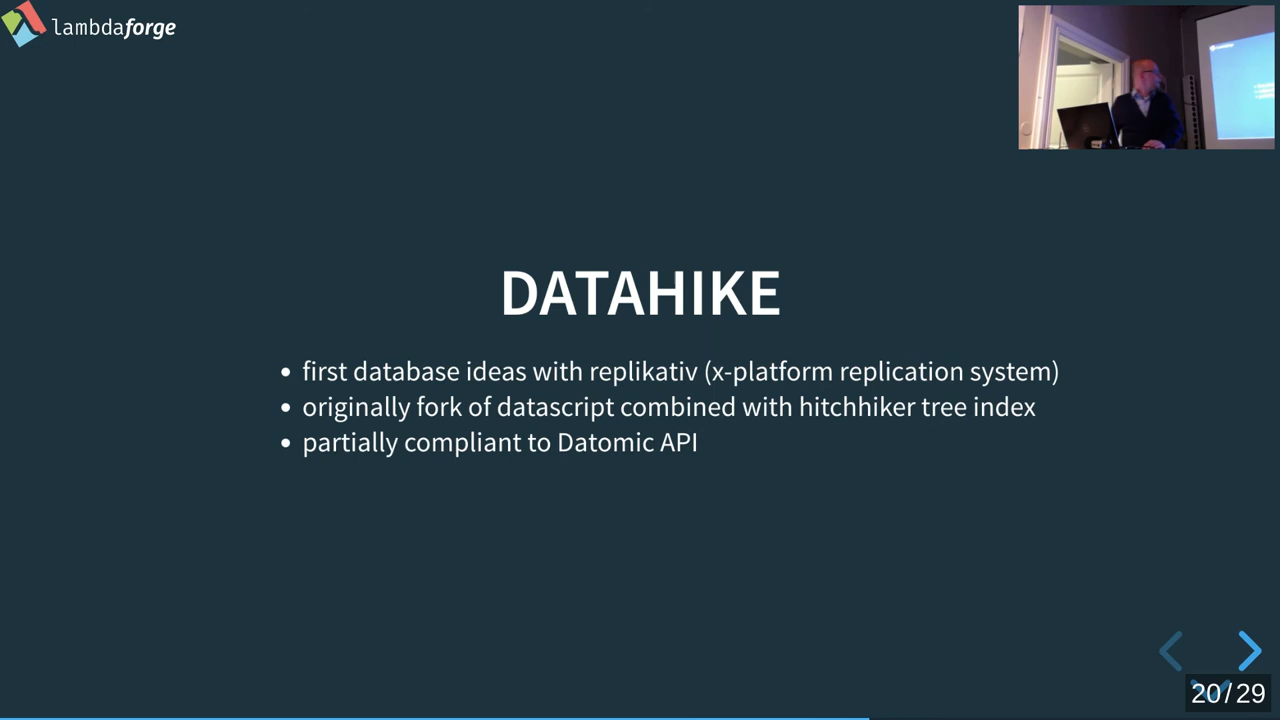 lambdaforge
DATAHIKE
first database ideas with replikativ (x-platform replication system)
originally fork of datascript combined with hitchhiker tree index
partially compliant to Datomic API
20/29